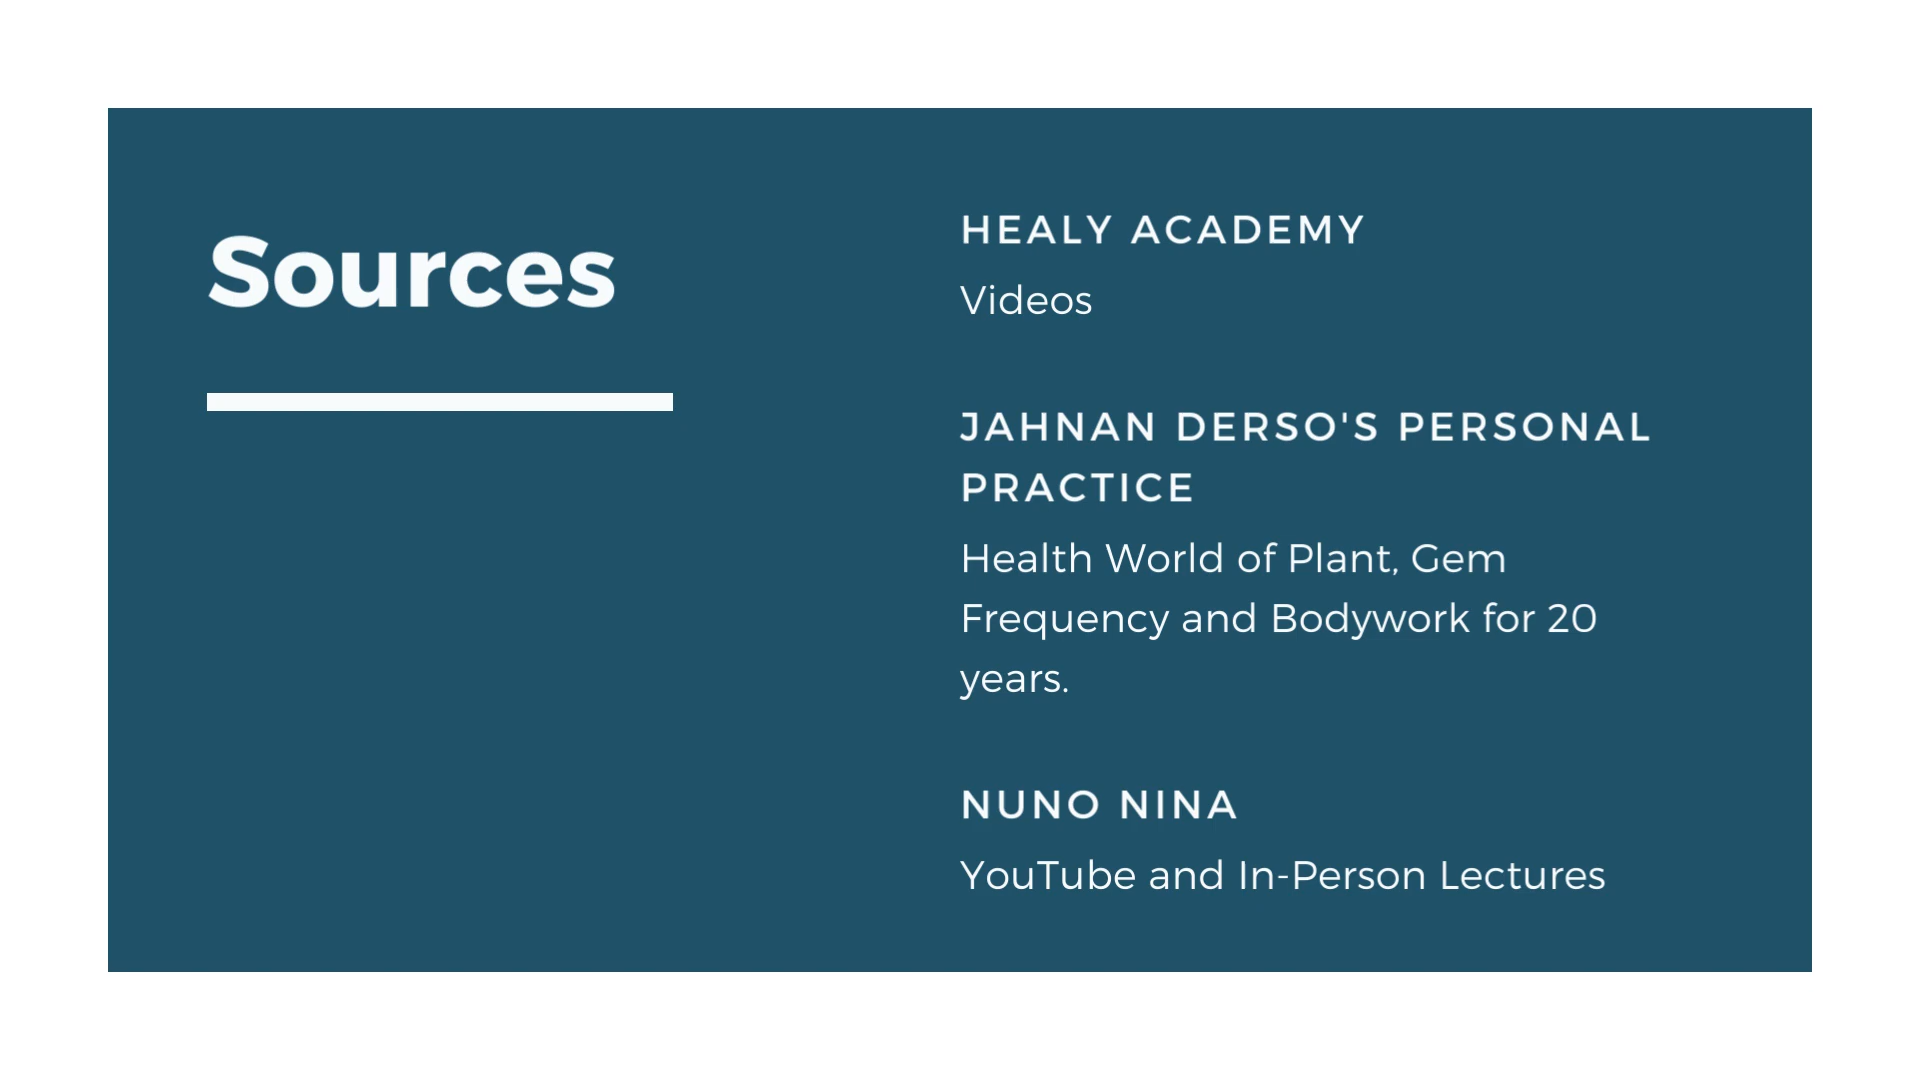 Sources
HEALY ACADEMY
Videos
JAHNAN DERSO'S PERSONAL
PRACTICE
Health World of Plant, Gem
Frequency and Bodywork for 20
years.
NUNO NINA
YouTube and In-Person Lectures